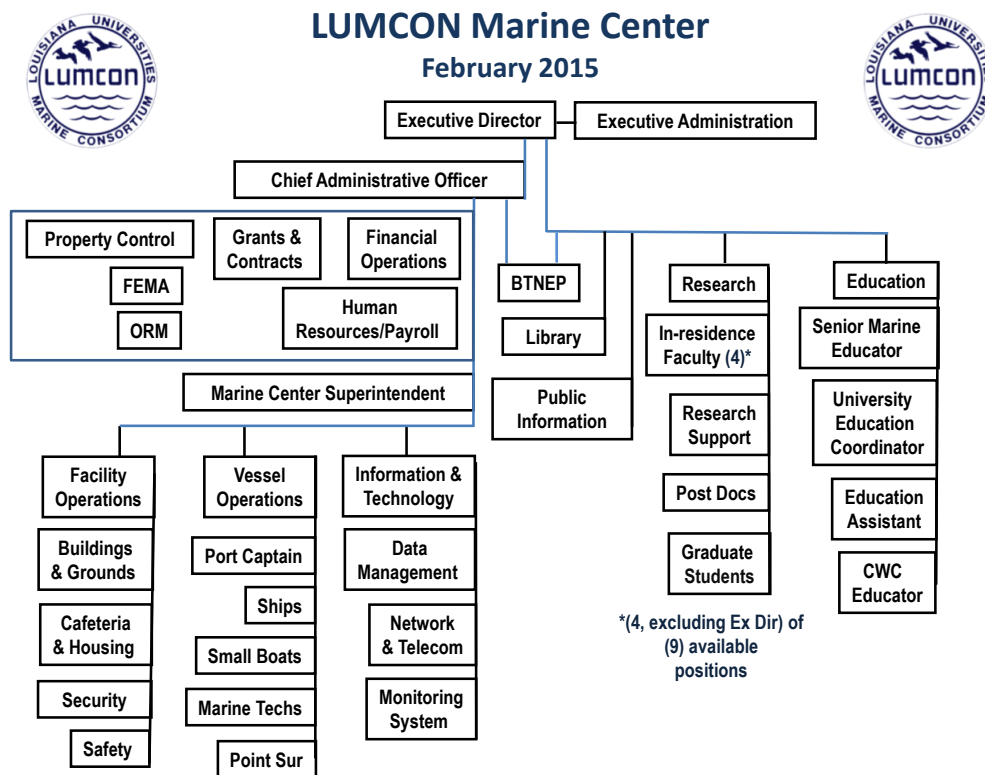 LUMCON Marine Center
February 2015
LOUISIANA UNIVERSITIES
LUMCON
MARINE CONSORTIUM
LOUISIANA UNIVERSITIES
LUMCON
MARINE CONSORTIUM
Executive Director
Executive Administration
Chief Administrative Officer
Property Control
Grants &
Contracts
Financial
Operations
FEMA
ORM
Human
Resources/Payroll
BTNEP
Library
Public
Information
Research
In-residence
Faculty (4)*
Research
Support
Post Docs
Graduate
Students
*(4, excluding Ex Dir) of
(9) available
positions
Education
Senior Marine
Educator
University
Education
Coordinator
Education
Assistant
CWC
Educator
Marine Center Superintendent
Facility
Operations
Buildings
& Grounds
Cafeteria
& Housing
Security
Safety
Vessel
Operations
Port Captain
Ships
Small Boats
Marine Techs
Point Sur
Information &
Technology
Data
Management
Network
& Telecom
Monitoring
System